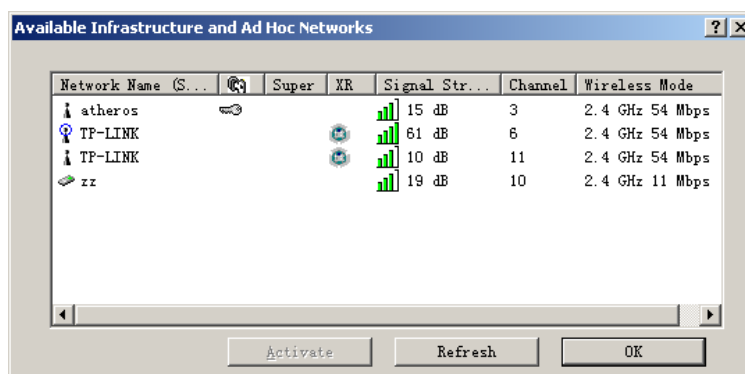 Available Infrastructure and Ad Hoc Networks
Network Name (S... Super XR Signal Str... Channel Wireless Mode
atheros 15 dB 3 2.4 GHz 54 Mbps
TP-LINK 61 dB 6 2.4 GHz 54 Mbps
TP-LINK 10 dB 11 2.4 GHz 54 Mbps
zz 19 dB 10 2.4 GHz 11 Mbps
Activate Refresh OK